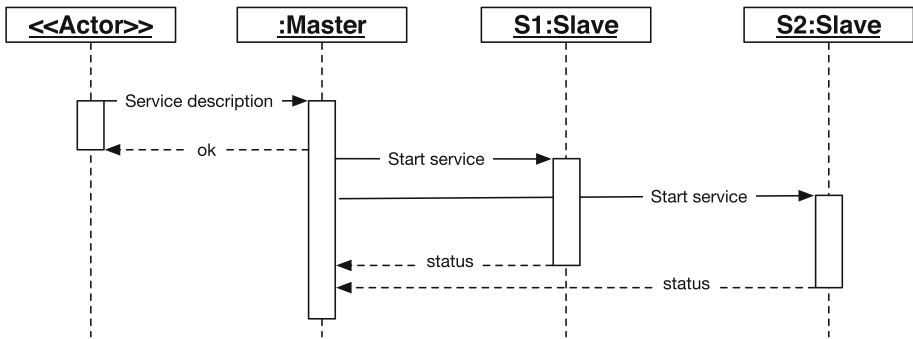 <<Actor>>
:Master
S1:Slave
S2:Slave
Service description
ok
Start service
Start service
status
status